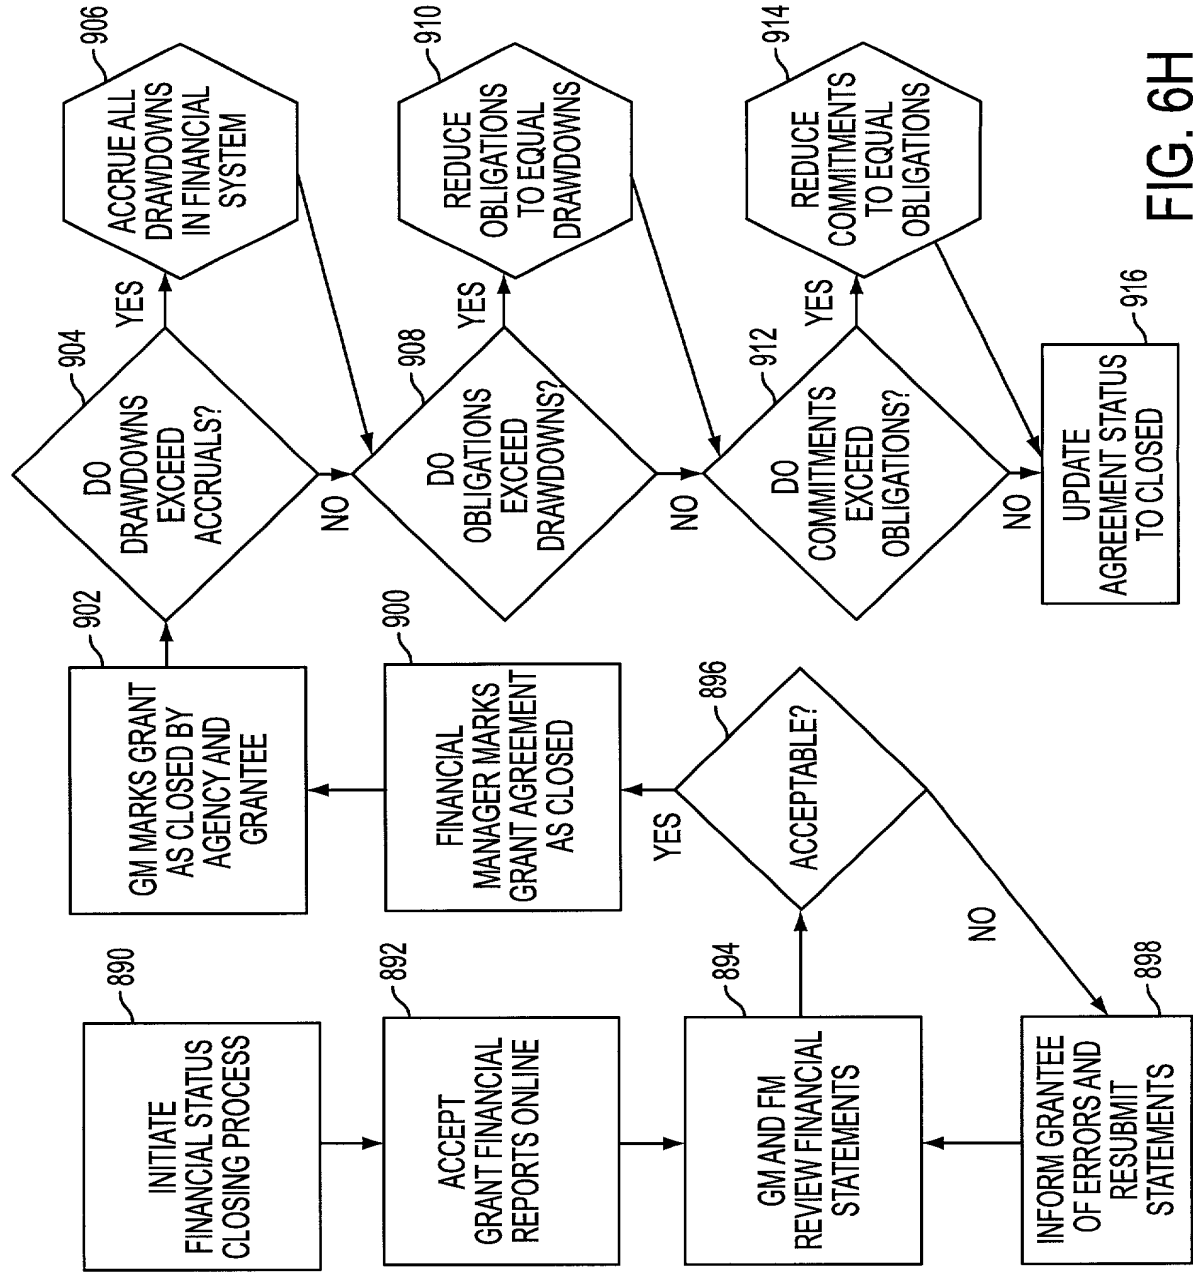 890
INITIATE
FINANCIAL STATUS
CLOSING PROCESS
892
ACCEPT
GRANT FINANCIAL
REPORTS ONLINE
894
GM AND FM
REVIEW FINANCIAL
STATEMENTS
898
INFORM GRANTEE
OF ERRORS AND
RESUBMIT
STATEMENTS
896
ACCEPTABLE?
YES
NO
900
FINANCIAL
MANAGER MARKS
GRANT AGREEMENT
AS CLOSED
902
GM MARKS GRANT
AS CLOSED BY
AGENCY AND
GRANTEE
904
DO
DRAWDOWNS
EXCEED
ACCRUALS?
YES
NO
906
ACCRUE ALL
DRAWDOWNS
IN FINANCIAL
SYSTEM
908
DO
OBLIGATIONS
EXCEED
DRAWDOWNS?
YES
NO
910
REDUCE
OBLIGATIONS
TO EQUAL
DRAWDOWNS
912
DO
COMMITMENTS
EXCEED
OBLIGATIONS?
YES
NO
914
REDUCE
COMMITMENTS
TO EQUAL
OBLIGATIONS
916
UPDATE
AGREEMENT STATUS
TO CLOSED
FIG. 6H